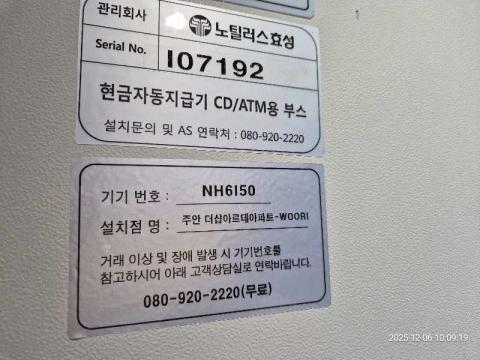 관리회사
노틸러스효성
Serial No.
I07192
현금자동지급기 CD/ATM용 부스
설치문의 및 AS 연락처 : 080-920-2220
기기 번호 : NH6I50
설치점 명 : 주안 더샵아르테아파트-WOORI
거래 이상 및 장애 발생 시 기기번호를
참고하시어 아래 고객상담실로 연락바랍니다.
080-920-2220(무료)
2025-12-06 10:09:19